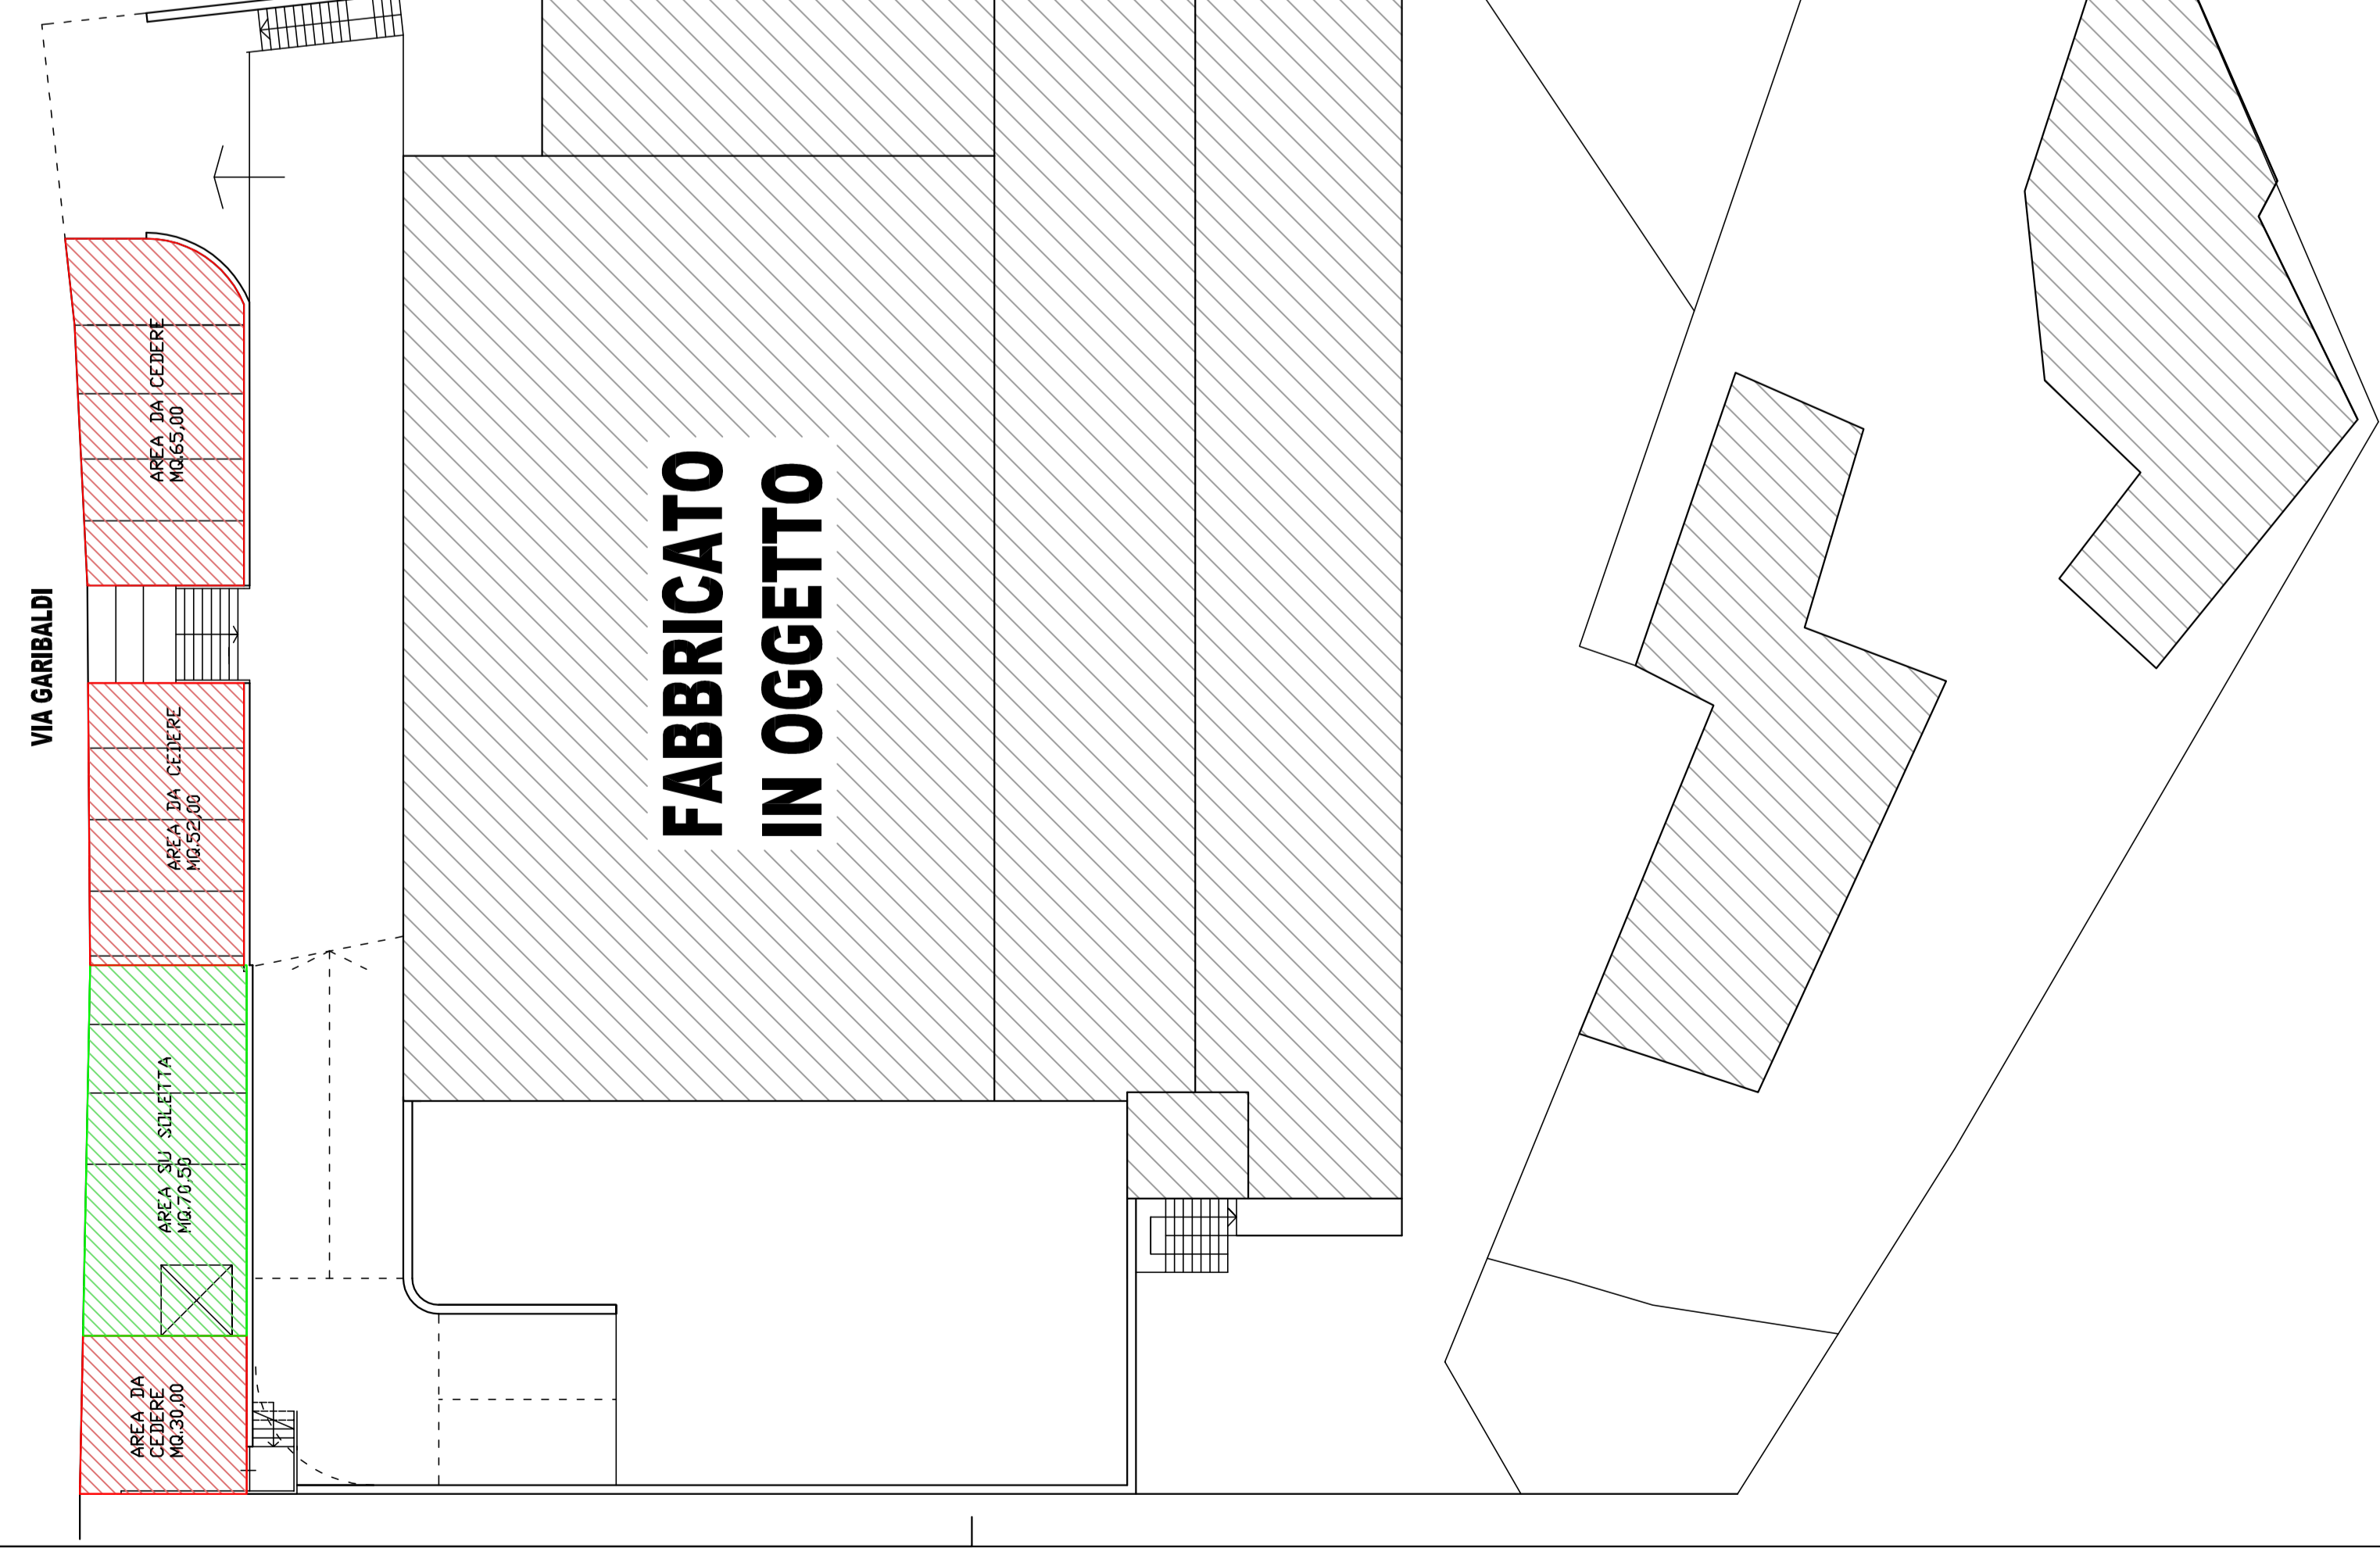 VIA GARIBALDI
AREA DA CEDERE
MQ.65,00
AREA DA CEDERE
MQ.52,00
AREA SU SOLETTA
MQ.70,50
AREA DA
CEDERE
MQ.30,00
FABBRICATO
IN OGGETTO